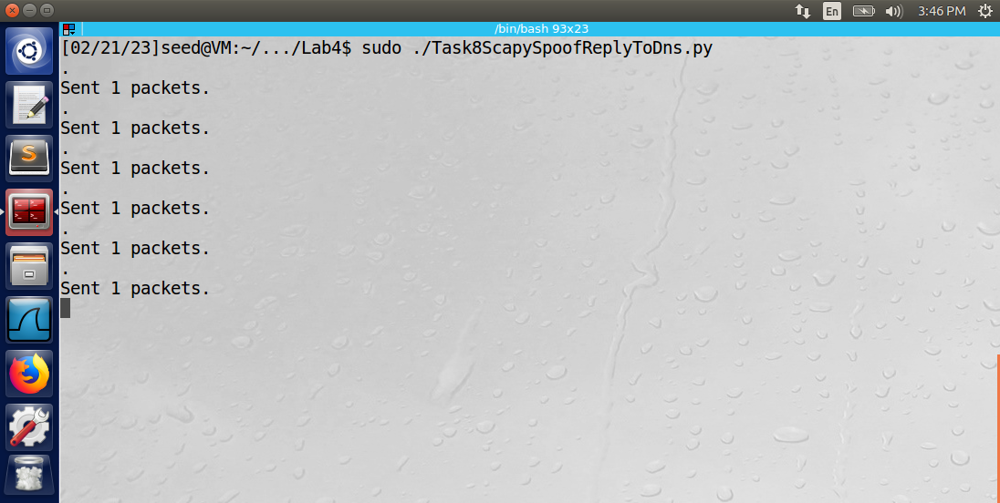 En
3:46 PM
/bin/bash 93x23
[02/21/23]seed@VM:~/.../Lab4$ sudo ./Task8ScapySpoofReplyToDns.py
.
Sent 1 packets.
.
Sent 1 packets.
.
Sent 1 packets.
.
Sent 1 packets.
.
Sent 1 packets.
.
Sent 1 packets.